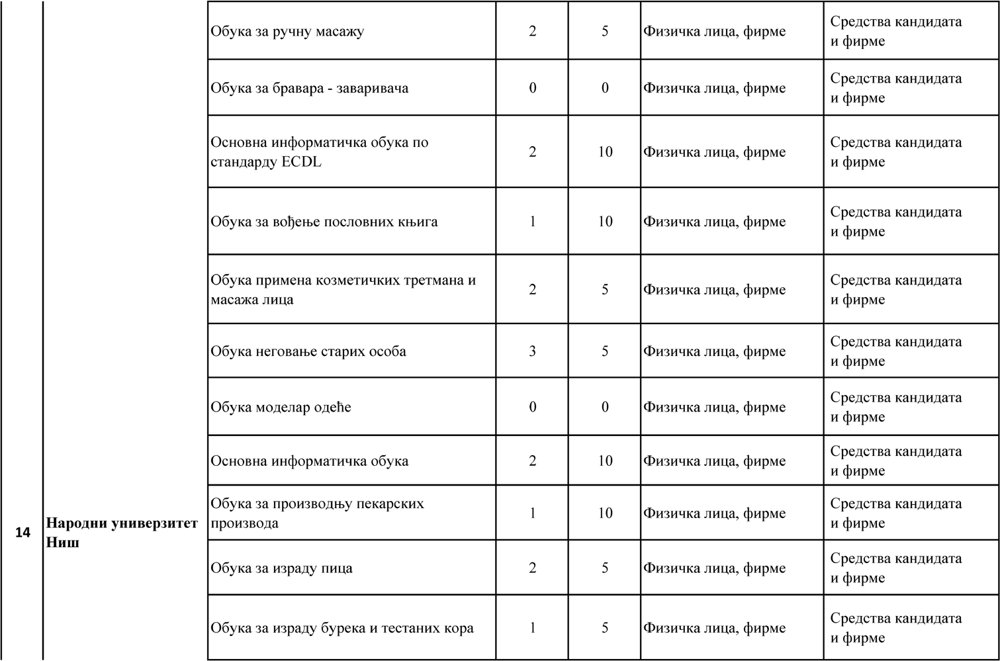 Обука за ручну масажу 2 5 Физичка лица, фирме Средства кандидата
и фирме
Обука за бравара - заваривача 0 0 Физичка лица, фирме Средства кандидата
и фирме
Основна информатичка обука по
стандарду ECDL 2 10 Физичка лица, фирме Средства кандидата
и фирме
Обука за вођење пословних књига 1 10 Физичка лица, фирме Средства кандидата
и фирме
Обука примена козметичких третмана и
масажа лица 2 5 Физичка лица, фирме Средства кандидата
и фирме
Обука неговање старих особа 3 5 Физичка лица, фирме Средства кандидата
и фирме
Обука моделар одеће 0 0 Физичка лица, фирме Средства кандидата
и фирме
Основна информатичка обука 2 10 Физичка лица, фирме Средства кандидата
и фирме
14 Народни универзитет
Ниш
Обука за производњу пекарских
производа 1 10 Физичка лица, фирме Средства кандидата
и фирме
Обука за израду пица 2 5 Физичка лица, фирме Средства кандидата
и фирме
Обука за израду бурека и тестаних кора 1 5 Физичка лица, фирме Средства кандидата
и фирме